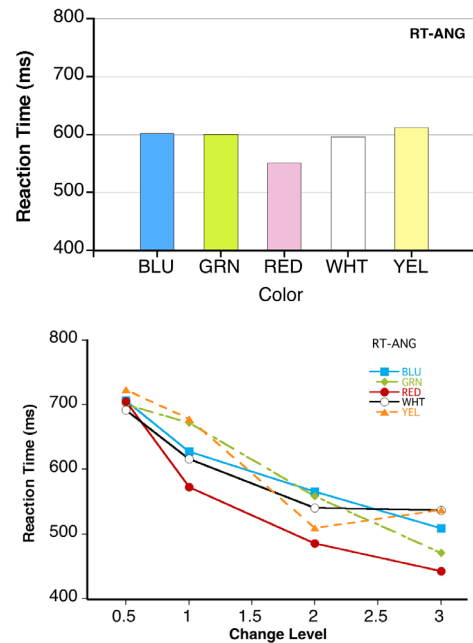 800
RT-ANG
700
600
500
400
Reaction Time (ms)
BLU GRN RED WHT YEL
Color
800
RT-ANG
BLU
GRN
RED
WHT
YEL
700
600
500
400
Reaction Time (ms)
0.5 1 1.5 2 2.5 3
Change Level